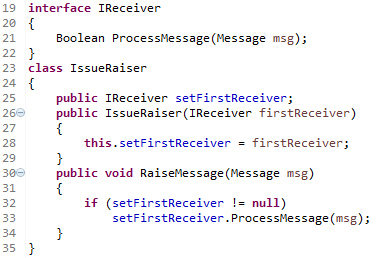 19 interface IReceiver
20 {
21     Boolean ProcessMessage(Message msg);
22 }
23 class IssueRaiser
24 {
25     public IReceiver setFirstReceiver;
26     public IssueRaiser(IReceiver firstReceiver)
27     {
28         this.setFirstReceiver = firstReceiver;
29     }
30     public void RaiseMessage(Message msg)
31     {
32         if (setFirstReceiver != null)
33             setFirstReceiver.ProcessMessage(msg);
34     }
35 }